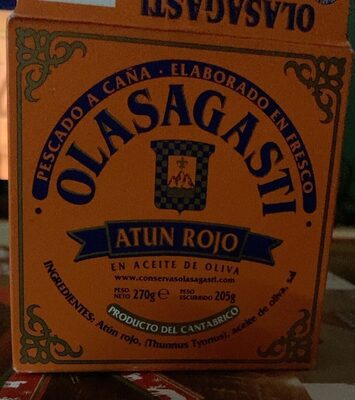 OLASAGASTI
PESCADO A CAÑA · ELABORADO EN FRESCO
OLASAGASTI
ATUN ROJO
EN ACEITE DE OLIVA
www.conservasolasagasti.com
PESO NETO 270g e PESO ESCURRIDO 205g
PRODUCTO DEL CANTABRICO
INGREDIENTES: Atún rojo, (Thunnus Tyonus), aceite de oliva, sal